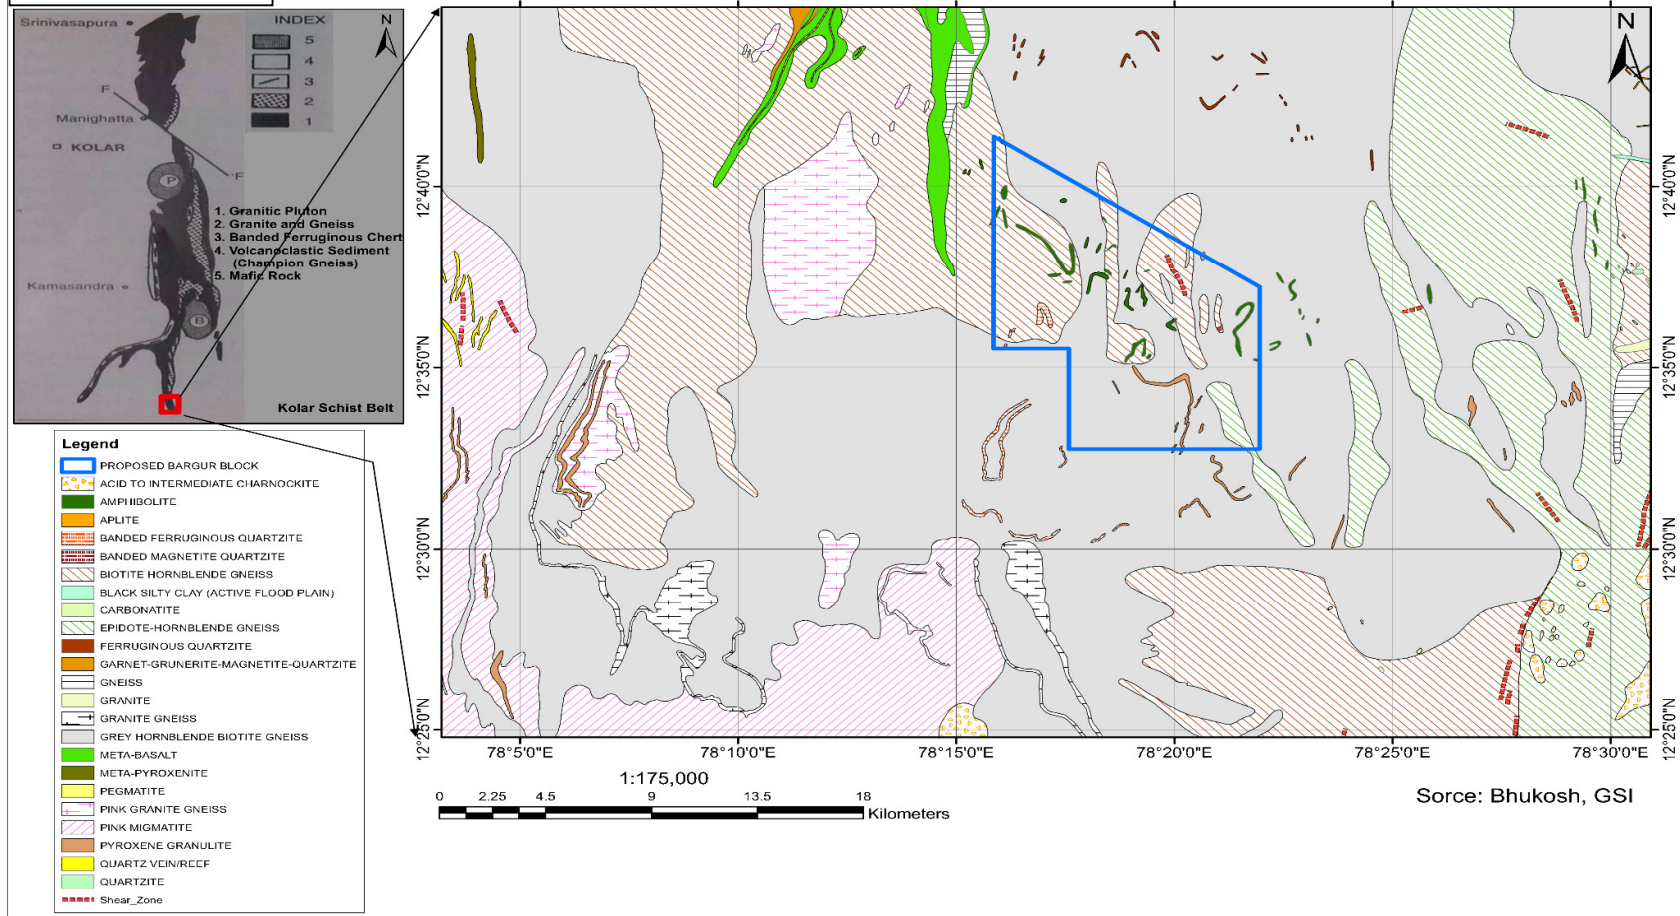 Srinivasapura
INDEX
N
5
4
3
2
1
F
Manighatta
KOLAR
'F
P
1. Granitic Pluton
2. Granite and Gneiss
3. Banded Ferruginous Chert
4. Volcanoclastic Sediment
(Champion Gneiss)
5. Mafic Rock
Kamasandra
B
Kolar Schist Belt
Legend
PROPOSED BARGUR BLOCK
ACID TO INTERMEDIATE CHARNOCKITE
AMPHIBOLITE
APLITE
BANDED FERRUGINOUS QUARTZITE
BANDED MAGNETITE QUARTZITE
BIOTITE HORNBLENDE GNEISS
BLACK SILTY CLAY (ACTIVE FLOOD PLAIN)
CARBONATITE
EPIDOTE-HORNBLENDE GNEISS
FERRUGINOUS QUARTZITE
GARNET-GRUNERITE-MAGNETITE-QUARTZITE
GNEISS
GRANITE
GRANITE GNEISS
GREY HORNBLENDE BIOTITE GNEISS
META-BASALT
META-PYROXENITE
PEGMATITE
PINK GRANITE GNEISS
PINK MIGMATITE
PYROXENE GRANULITE
QUARTZ VEIN/REEF
QUARTZITE
Shear_Zone
N
12°40'0"N
12°35'0"N
12°30'0"N
12°25'0"N
12°40'0"N
12°35'0"N
12°30'0"N
12°25'0"N
78°5'0"E
78°10'0"E
78°15'0"E
78°20'0"E
78°25'0"E
78°30'0"E
1:175,000
0 2.25 4.5 9 13.5 18
Kilometers
Sorce: Bhukosh, GSI